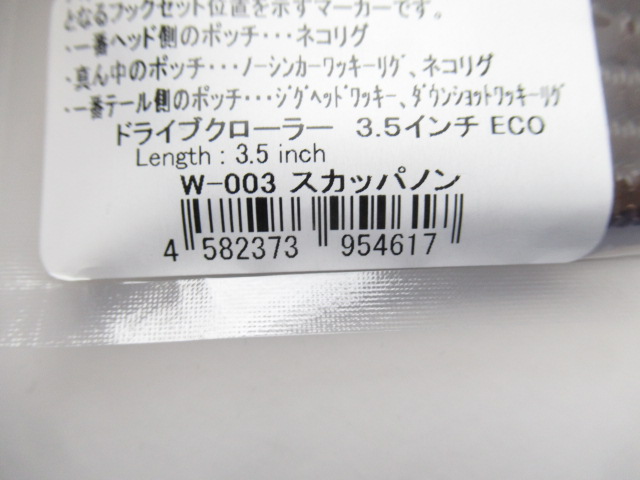 となるフックセット位置を示すマーカーです。
・一番ヘッド側のポッチ・・・ネコリグ
・真ん中のポッチ・・・ノーシンカーワッキーリグ、ネコリグ
・一番テール側のポッチ・・・ジグヘッドワッキー、ダウンショットワッキーリグ
ドライブクローラー 3.5インチ ECO
Length : 3.5 inch
W-003 スカッパノン
4 582373 954617